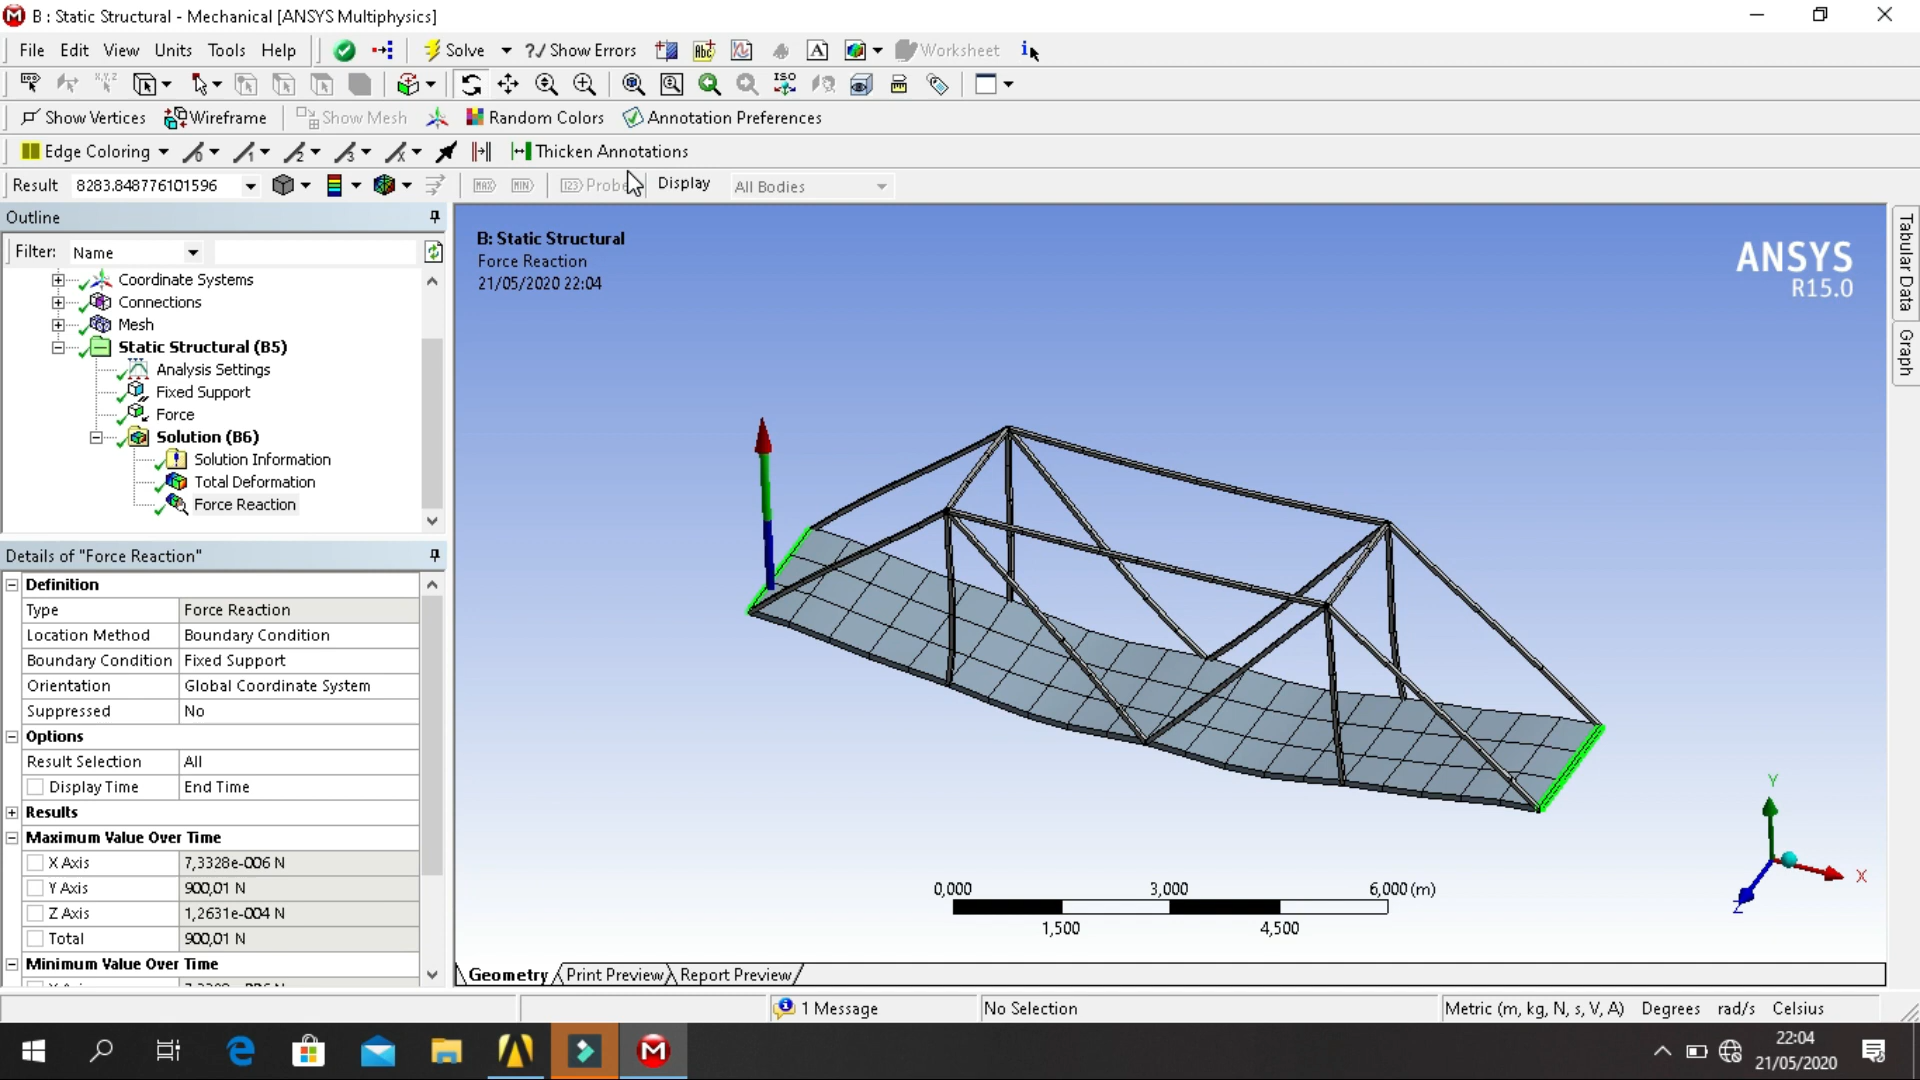 B : Static Structural - Mechanical [ANSYS Multiphysics]
File Edit View Units Tools Help Solve ?/ Show Errors Worksheet
Show Vertices Wireframe Show Mesh Random Colors Annotation Preferences
Edge Coloring Thicken Annotations
Result 8283.848776101596 MAX MIN Probe Display All Bodies
Outline
Filter: Name
Coordinate Systems
Connections
Mesh
Static Structural (B5)
Analysis Settings
Fixed Support
Force
Solution (B6)
Solution Information
Total Deformation
Force Reaction
Details of "Force Reaction"
Definition
Type Force Reaction
Location Method Boundary Condition
Boundary Condition Fixed Support
Orientation Global Coordinate System
Suppressed No
Options
Result Selection All
Display Time End Time
Results
Maximum Value Over Time
X Axis 7,3328e-006 N
Y Axis 900,01 N
Z Axis 1,2631e-004 N
Total 900,01 N
Minimum Value Over Time
B: Static Structural
Force Reaction
21/05/2020 22:04
ANSYS
R15.0
Y
X
Z
0,000 3,000 6,000 (m)
1,500 4,500
Geometry Print Preview Report Preview
Tabular Data
Graph
1 Message No Selection Metric (m, kg, N, s, V, A) Degrees rad/s Celsius
22:04
21/05/2020